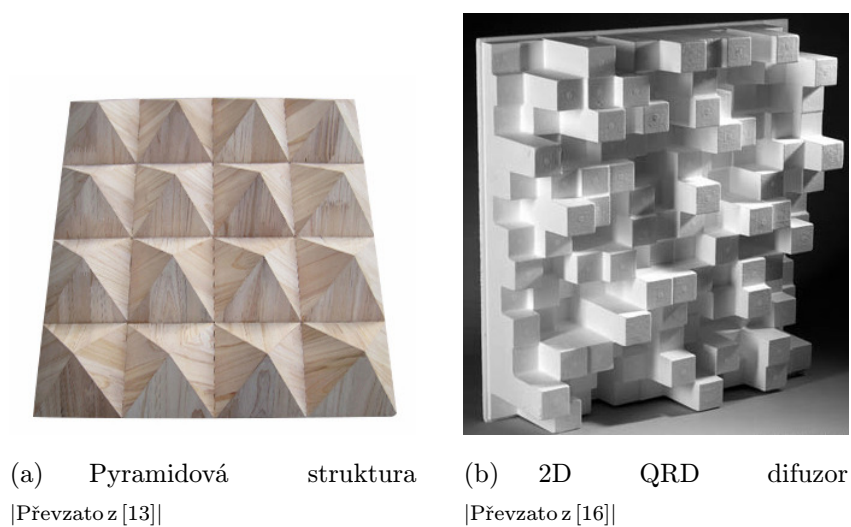 (a) Pyramidová struktura
|Převzato z [13]|
(b) 2D QRD difuzor
|Převzato z [16]|